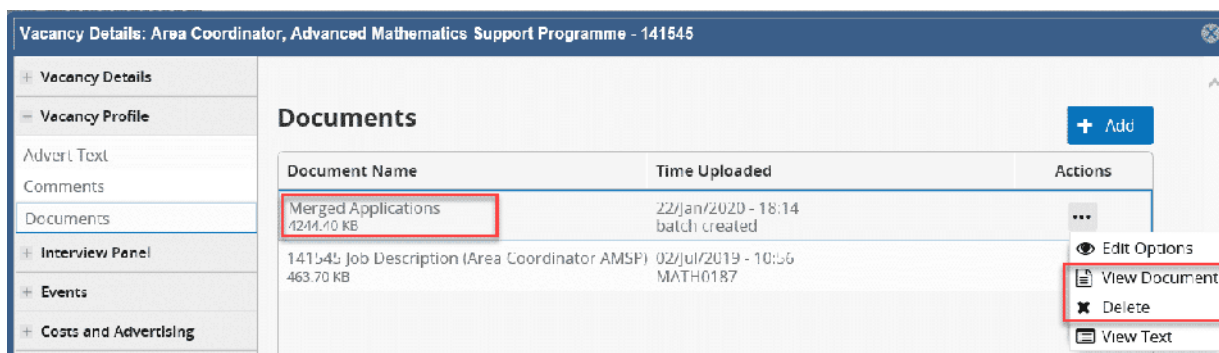 Vacancy Details: Area Coordinator, Advanced Mathematics Support Programme - 141545
Vacancy Details
Vacancy Profile
Advert Text
Comments
Documents
Interview Panel
Events
Costs and Advertising
Documents
+ Add
Document Name Time Uploaded Actions
Merged Applications 22/Jan/2020 - 18:14
4244.40 KB batch created
141545 Job Description (Area Coordinator AMSP) 02/Jul/2019 - 10:56
463.70 KB MATH0187
Edit Options
View Document
Delete
View Text